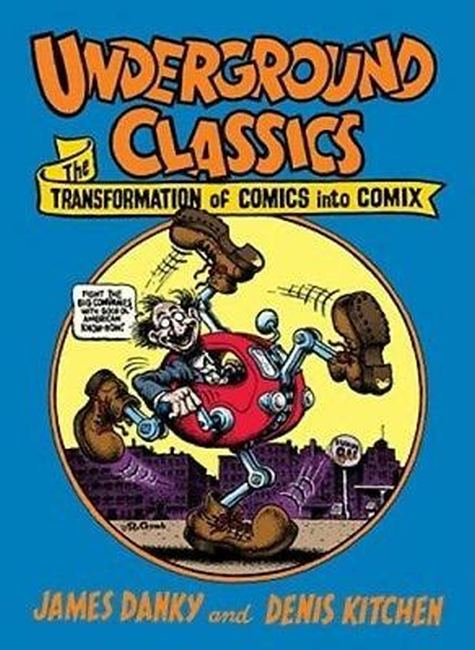 UNDERGROUND
CLASSICS
The
TRANSFORMATION of COMICS into COMIX
FIGHT THE
BIG COMPANIES
WITH GOOD OL'
AMERICAN
KNOW-HOW!
R. Crumb
JAMES DANKY and DENIS KITCHEN